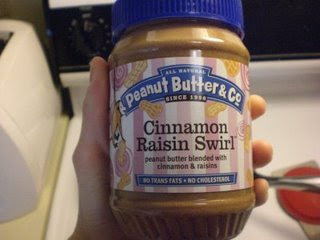 ALL NATURAL
Peanut Butter & Co
SINCE 1998
Cinnamon
Raisin Swirl
peanut butter blended with
cinnamon & raisins
NO TRANS FATS • NO CHOLESTEROL